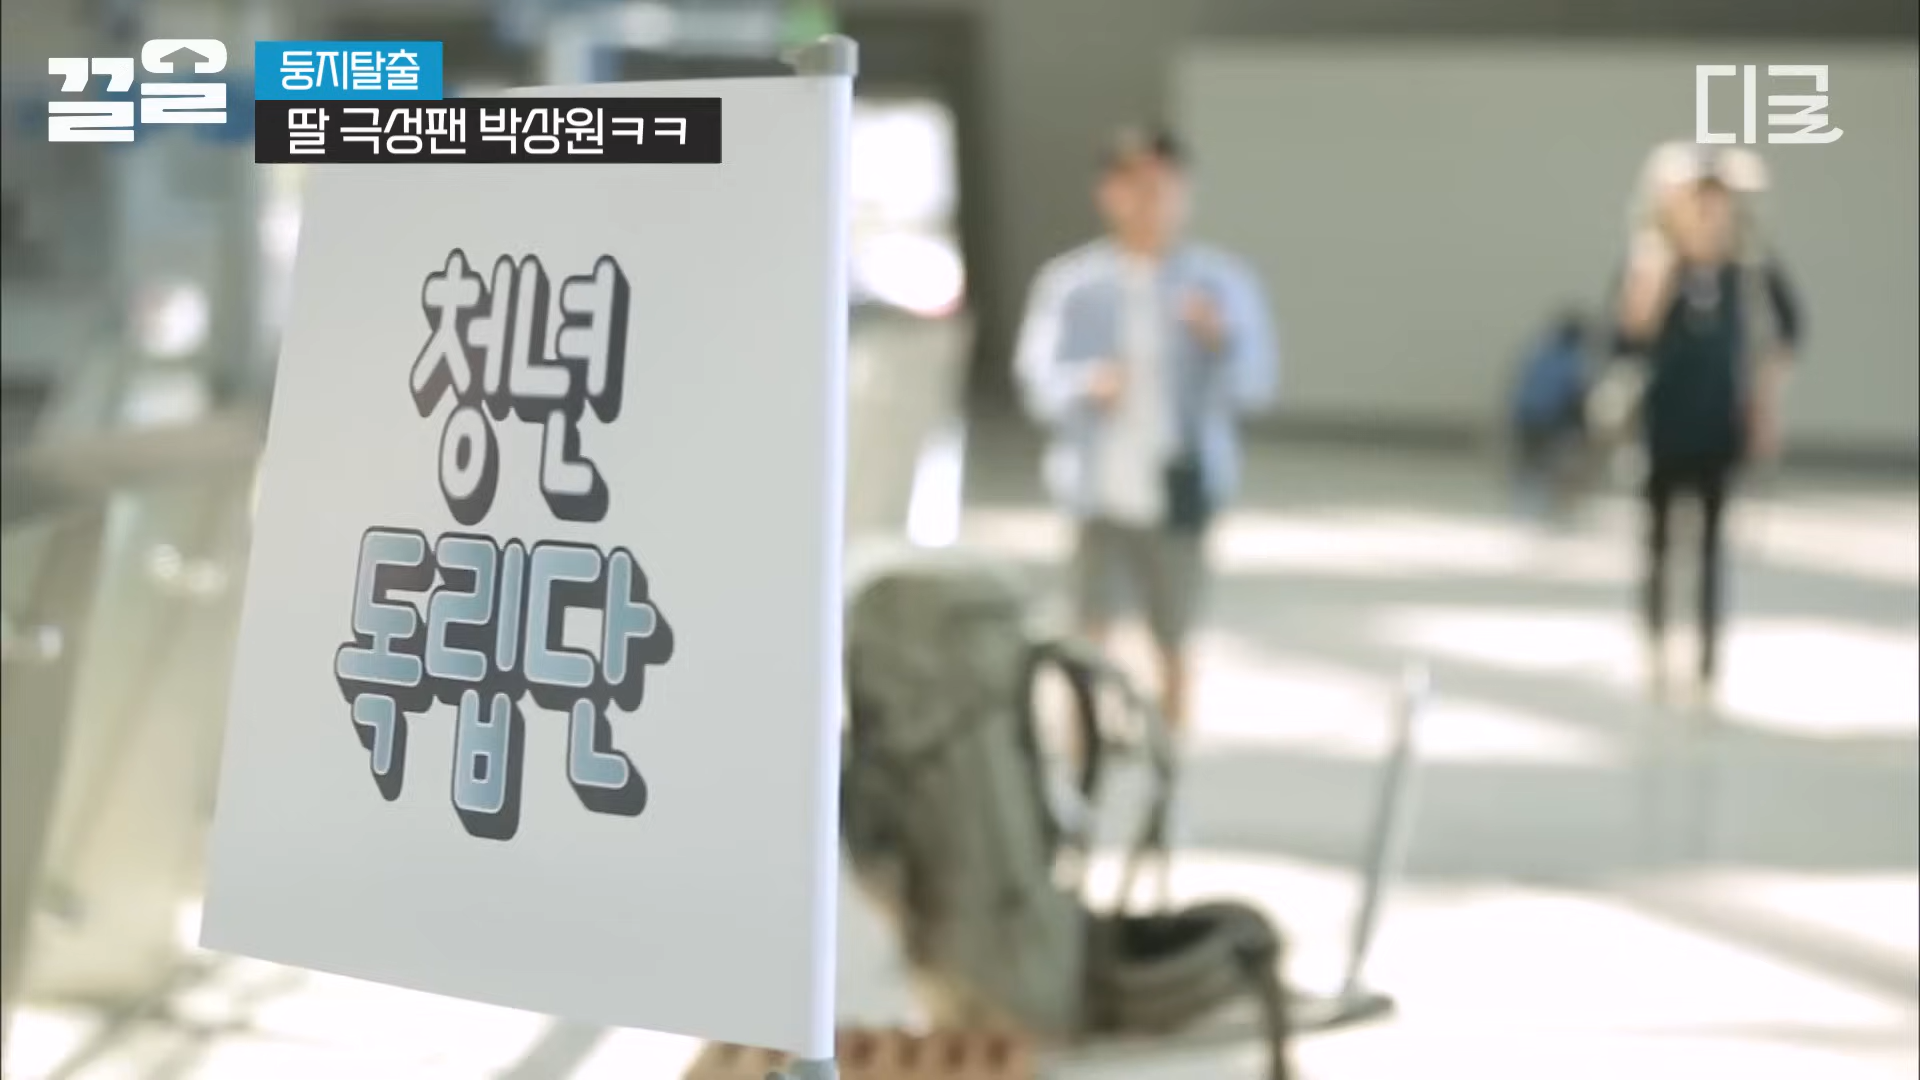 끌올
둥지탈출
딸 극성팬 박상원ㅋㅋ
디글
청년
독립단